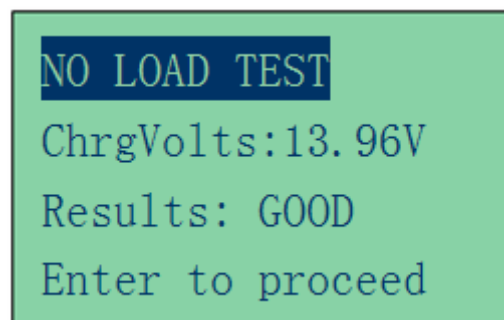 NO LOAD TEST
ChrgVolts:13.96V
Results: GOOD
Enter to proceed